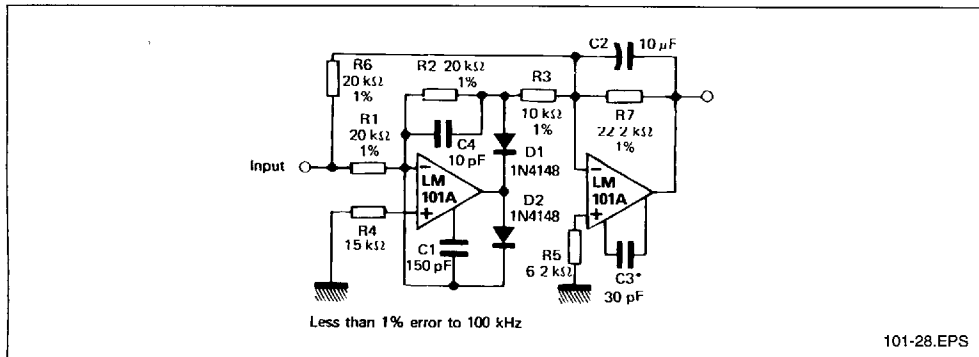 C2 10 µF
R6
20 kΩ
1%
R2 20 kΩ
1%
R3
10 kΩ
1%
R7
22 2 kΩ
1%
R1
20 kΩ
1%
C4
10 pF
D1
1N4148
Input
LM
101A
D2
1N4148
LM
101A
R4
15 kΩ
C1
150 pF
R5
6 2 kΩ
C3*
30 pF
Less than 1% error to 100 kHz
101-28.EPS